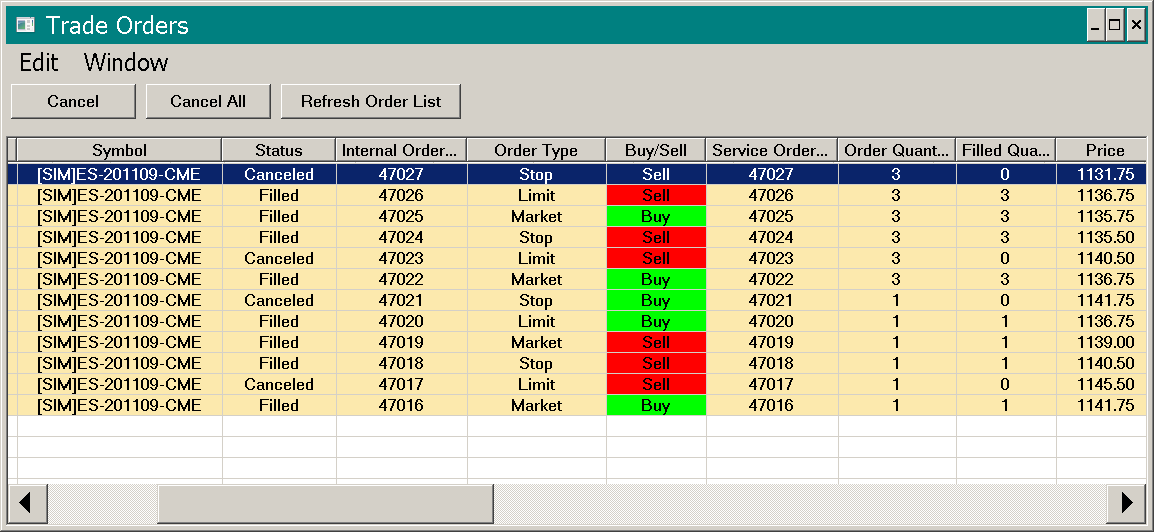 Trade Orders
Edit Window
Cancel Cancel All Refresh Order List
Symbol Status Internal Order... Order Type Buy/Sell Service Order... Order Quant... Filled Qua... Price
[SIM]ES-201109-CME Canceled 47027 Stop Sell 47027 3 0 1131.75
[SIM]ES-201109-CME Filled 47026 Limit Sell 47026 3 3 1136.75
[SIM]ES-201109-CME Filled 47025 Market Buy 47025 3 3 1135.75
[SIM]ES-201109-CME Filled 47024 Stop Sell 47024 3 3 1135.50
[SIM]ES-201109-CME Canceled 47023 Limit Sell 47023 3 0 1140.50
[SIM]ES-201109-CME Filled 47022 Market Buy 47022 3 3 1136.75
[SIM]ES-201109-CME Canceled 47021 Stop Buy 47021 1 0 1141.75
[SIM]ES-201109-CME Filled 47020 Limit Buy 47020 1 1 1136.75
[SIM]ES-201109-CME Filled 47019 Market Sell 47019 1 1 1139.00
[SIM]ES-201109-CME Filled 47018 Stop Sell 47018 1 1 1140.50
[SIM]ES-201109-CME Canceled 47017 Limit Sell 47017 1 0 1145.50
[SIM]ES-201109-CME Filled 47016 Market Buy 47016 1 1 1141.75